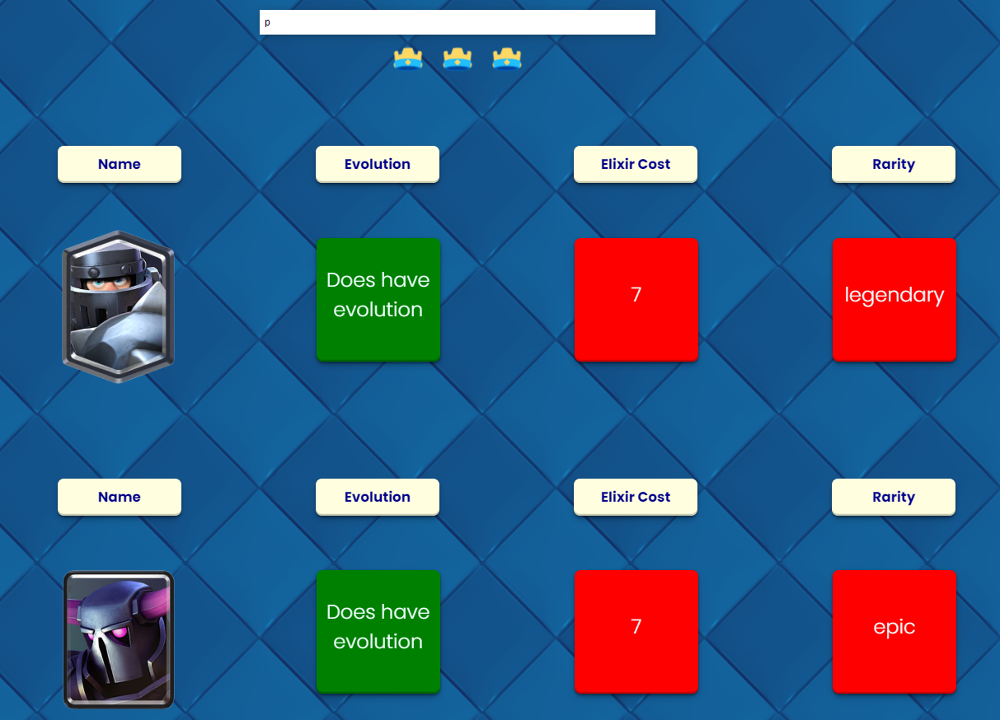 p
Name
Evolution
Elixir Cost
Rarity
Does have
evolution
7
legendary
Name
Evolution
Elixir Cost
Rarity
Does have
evolution
7
epic